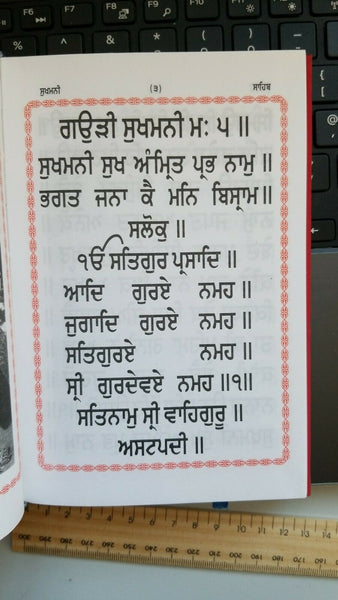 ਸੁਖਮਨੀ (੩) ਸਾਹਿਬ
ਗਉੜੀ ਸੁਖਮਨੀ ਮਃ ੫ ॥
ਸੁਖਮਨੀ ਸੁਖ ਅੰਮ੍ਰਿਤ ਪ੍ਰਭ ਨਾਮੁ ॥
ਭਗਤ ਜਨਾ ਕੈ ਮਨਿ ਬਿਸ੍ਰਾਮ ॥
ਸਲੋਕੁ ॥
ੴ ਸਤਿਗੁਰ ਪ੍ਰਸਾਦਿ ॥
ਆਦਿ ਗੁਰਏ ਨਮਹ ॥
ਜੁਗਾਦਿ ਗੁਰਏ ਨਮਹ ॥
ਸਤਿਗੁਰਏ ਨਮਹ ॥
ਸ੍ਰੀ ਗੁਰਦੇਵਏ ਨਮਹ ॥੧॥
ਸਤਿਨਾਮੁ ਸ੍ਰੀ ਵਾਹਿਗੁਰੂ ॥
ਅਸਟਪਦੀ ॥